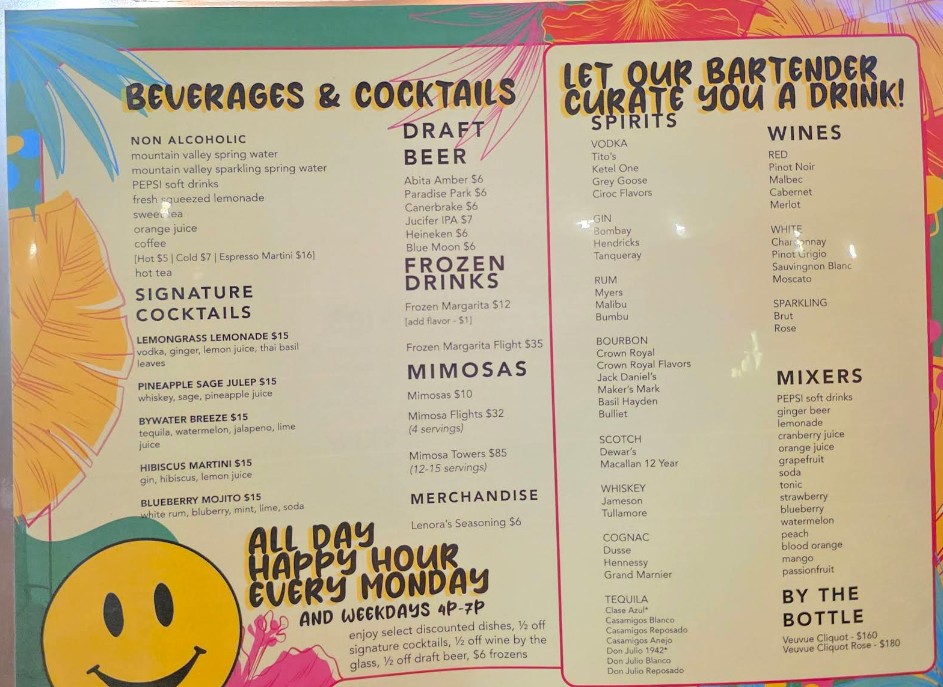 BEVERAGES & COCKTAILS
NON ALCOHOLIC
mountain valley spring water
mountain valley sparkling spring water
PEPSI soft drinks
fresh squeezed lemonade
sweet tea
orange juice
coffee
[Hot $5 | Cold $7 | Espresso Martini $16]
hot tea
SIGNATURE
COCKTAILS
LEMONGRASS LEMONADE $15
vodka, ginger, lemon juice, thai basil
leaves
PINEAPPLE SAGE JULEP $15
whiskey, sage, pineapple juice
BYWATER BREEZE $15
tequila, watermelon, jalapeno, lime
juice
HIBISCUS MARTINI $15
gin, hibiscus, lemon juice
BLUEBERRY MOJITO $15
white rum, bluberry, mint, lime, soda
DRAFT
BEER
Abita Amber $6
Paradise Park $6
Canerbrake $6
Jucifer IPA $7
Heineken $6
Blue Moon $6
FROZEN
DRINKS
Frozen Margarita $12
[add flavor - $1]
Frozen Margarita Flight $35
MIMOSAS
Mimosas $10
Mimosa Flights $32
(4 servings)
Mimosa Towers $85
(12-15 servings)
MERCHANDISE
Lenora's Seasoning $6
ALL DAY
HAPPY HOUR
EVERY MONDAY
AND WEEKDAYS 4P-7P
enjoy select discounted dishes, ½ off
signature cocktails, ½ off wine by the
glass, ½ off draft beer, $6 frozens
LET OUR BARTENDER
CURATE YOU A DRINK!
SPIRITS
VODKA
Tito's
Ketel One
Grey Goose
Ciroc Flavors
GIN
Bombay
Hendricks
Tanqueray
RUM
Myers
Malibu
Bumbu
BOURBON
Crown Royal
Crown Royal Flavors
Jack Daniel's
Maker's Mark
Basil Hayden
Bulliet
SCOTCH
Dewar's
Macallan 12 Year
WHISKEY
Jameson
Tullamore
COGNAC
Dusse
Hennessy
Grand Marnier
TEQUILA
Clase Azul*
Casamigos Blanco
Casamigos Reposado
Casamigos Anejo
Don Julio 1942*
Don Julio Blanco
Don Julio Reposado
WINES
RED
Pinot Noir
Malbec
Cabernet
Merlot
WHITE
Chardonnay
Pinot Grigio
Sauvingnon Blanc
Moscato
SPARKLING
Brut
Rose
MIXERS
PEPSI soft drinks
ginger beer
lemonade
cranberry juice
orange juice
grapefruit
soda
tonic
strawberry
blueberry
watermelon
peach
blood orange
mango
passionfruit
BY THE
BOTTLE
Veuvue Cliquot - $160
Veuvue Cliquot Rose - $180